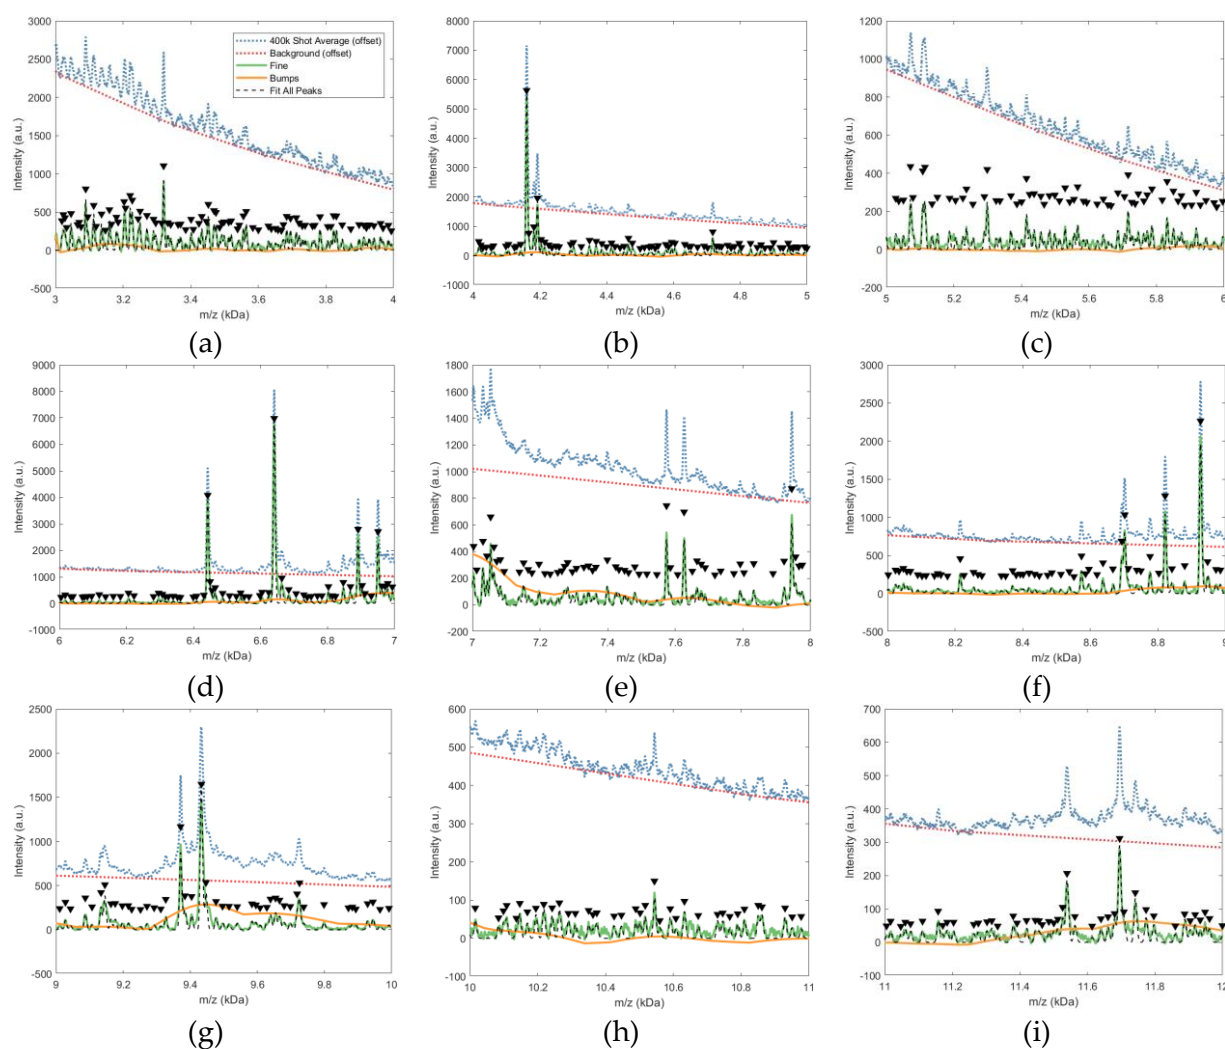 3000
2500
2000
1500
1000
500
0
-500
Intensity (a.u.)
3 3.2 3.4 3.6 3.8 4
m/z (kDa)
400k Shot Average (offset)
Background (offset)
Fine
Bumps
Fit All Peaks
(a)
8000
7000
6000
5000
4000
3000
2000
1000
0
-1000
Intensity (a.u.)
4 4.2 4.4 4.6 4.8 5
m/z (kDa)
(b)
1200
1000
800
600
400
200
0
-200
Intensity (a.u.)
5 5.2 5.4 5.6 5.8 6
m/z (kDa)
(c)
9000
8000
7000
6000
5000
4000
3000
2000
1000
0
-1000
Intensity (a.u.)
6 6.2 6.4 6.6 6.8 7
m/z (kDa)
(d)
1800
1600
1400
1200
1000
800
600
400
200
0
-200
Intensity (a.u.)
7 7.2 7.4 7.6 7.8 8
m/z (kDa)
(e)
3000
2500
2000
1500
1000
500
0
-500
Intensity (a.u.)
8 8.2 8.4 8.6 8.8 9
m/z (kDa)
(f)
2500
2000
1500
1000
500
0
-500
Intensity (a.u.)
9 9.2 9.4 9.6 9.8 10
m/z (kDa)
(g)
600
500
400
300
200
100
0
-100
Intensity (a.u.)
10 10.2 10.4 10.6 10.8 11
m/z (kDa)
(h)
700
600
500
400
300
200
100
0
-100
Intensity (a.u.)
11 11.2 11.4 11.6 11.8 12
m/z (kDa)
(i)